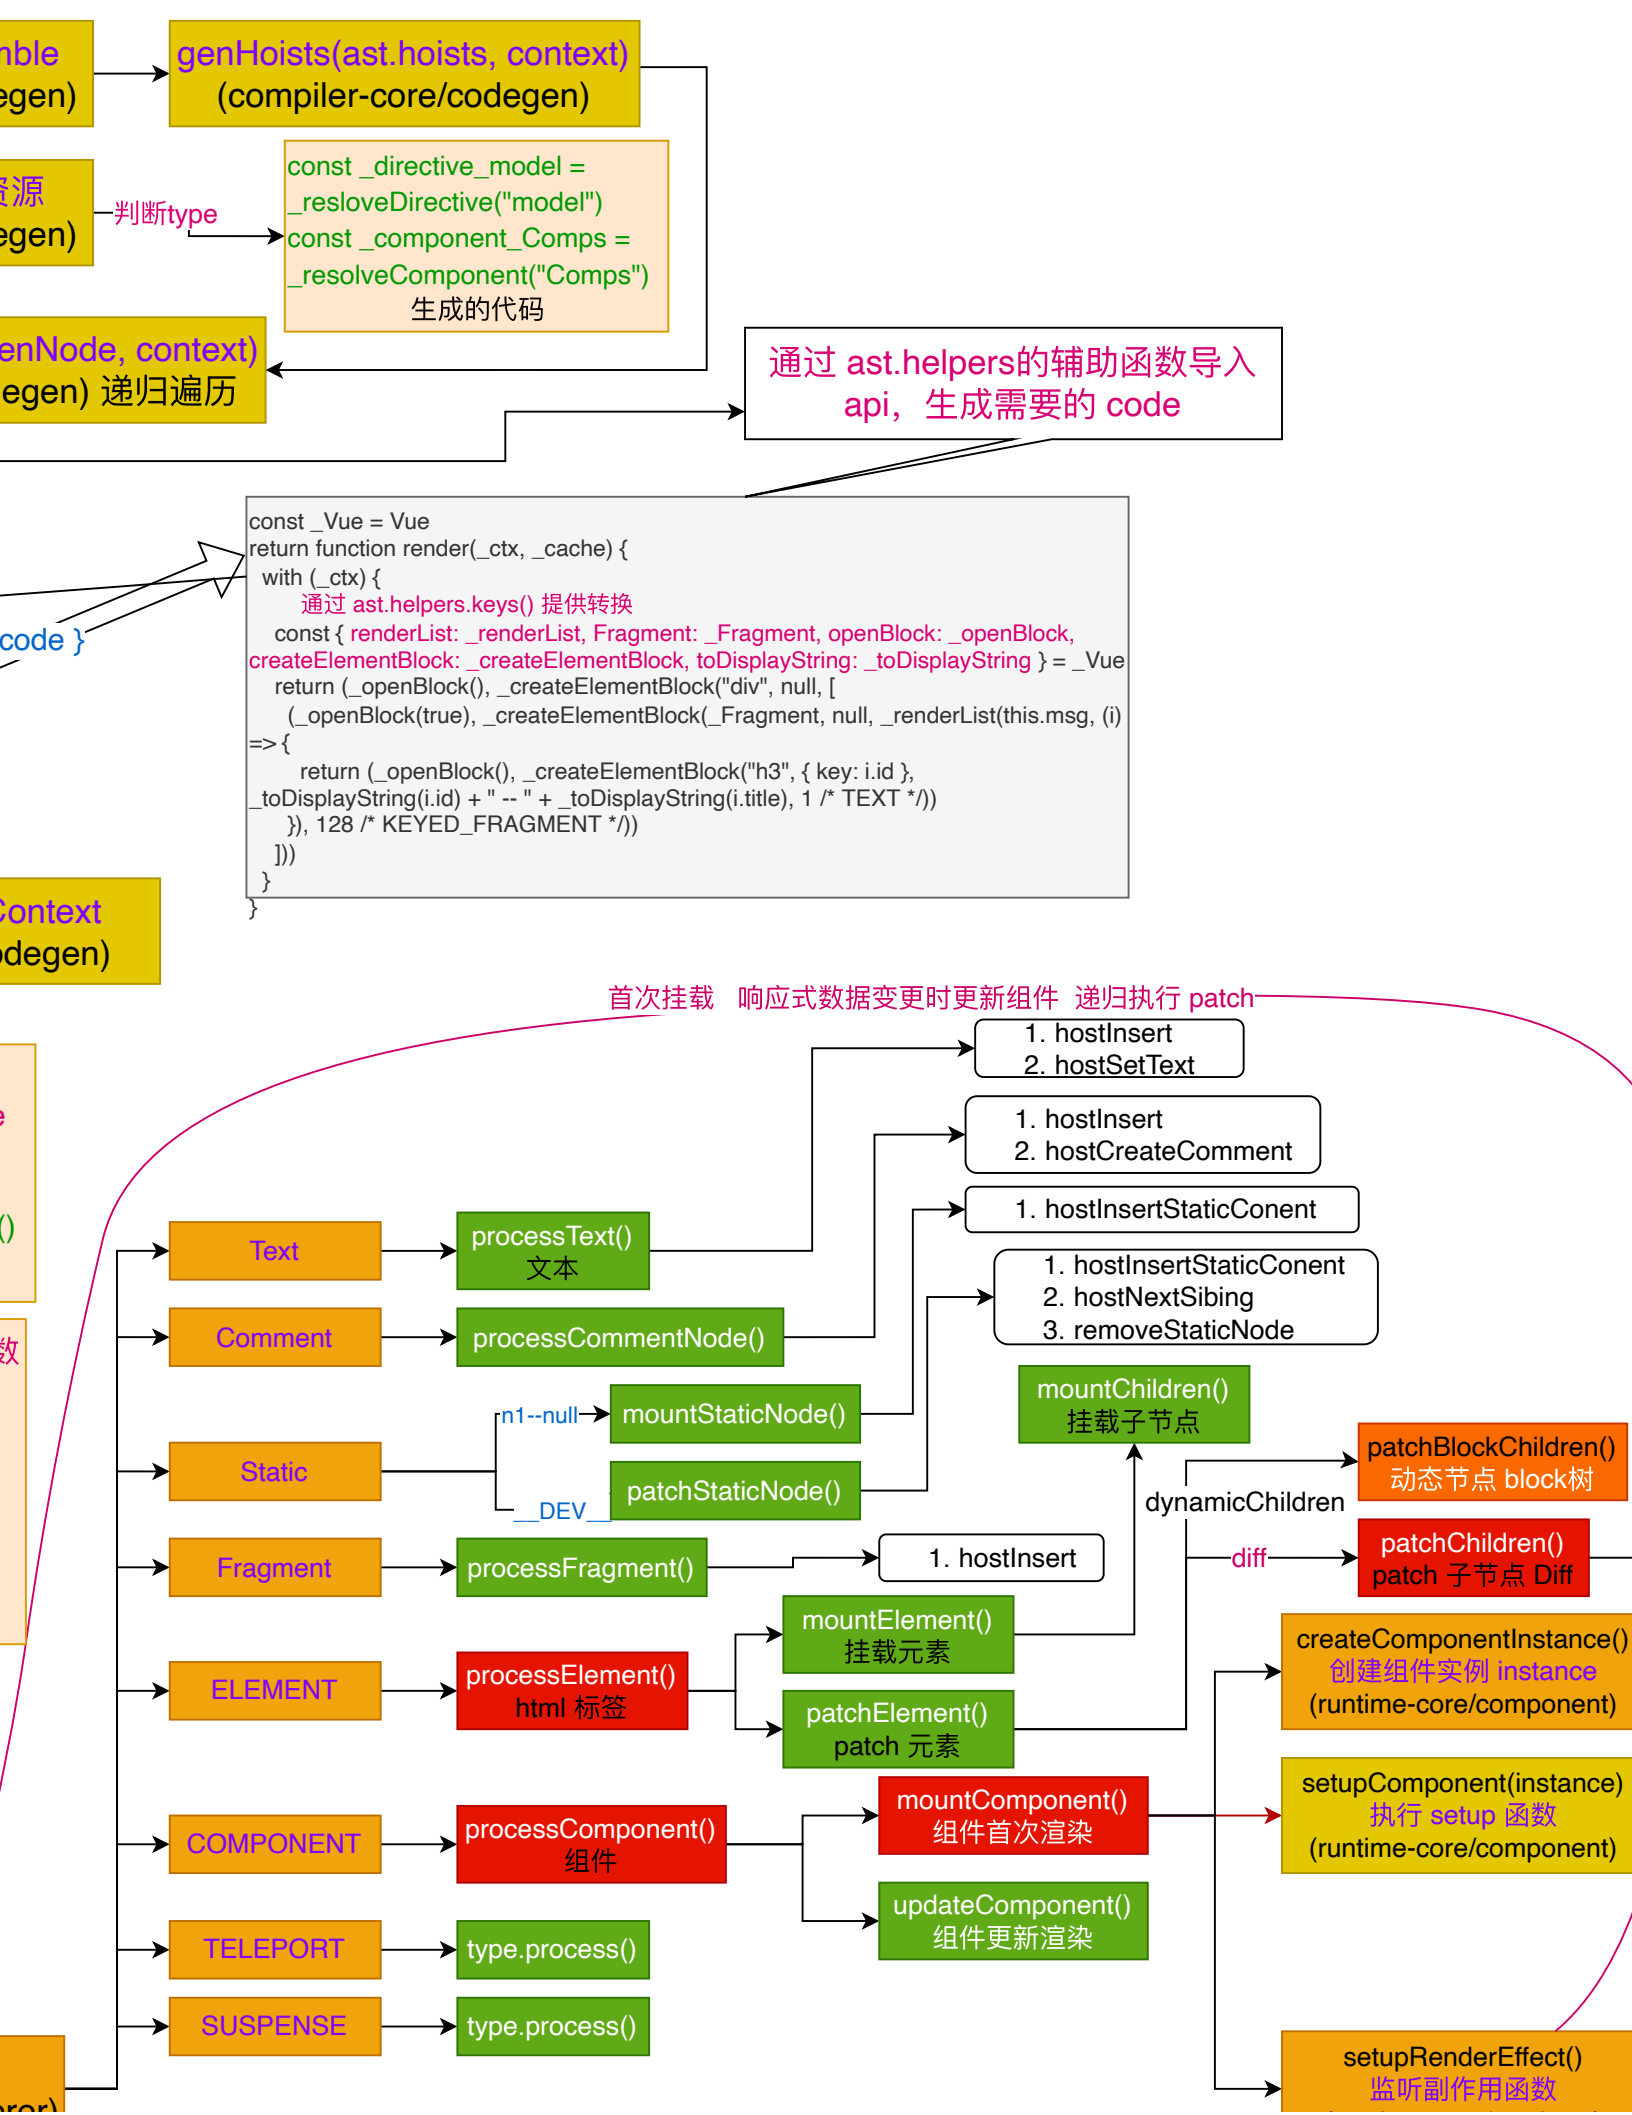 genHoists(ast.hoists, context)
(compiler-core/codegen)
egen)
资源
egen)
判断type
const _directive_model =
_resloveDirective("model")
const _component_Comps =
_resolveComponent("Comps")
生成的代码
enNode, context)
egen) 递归遍历
通过 ast.helpers的辅助函数导入
api，生成需要的 code
const _Vue = Vue
return function render(_ctx, _cache) {
with (_ctx) {
通过 ast.helpers.keys() 提供转换
const { renderList: _renderList, Fragment: _Fragment, openBlock: _openBlock,
createElementBlock: _createElementBlock, toDisplayString: _toDisplayString } = _Vue
return (_openBlock(), _createElementBlock("div", null, [
(_openBlock(true), _createElementBlock(_Fragment, null, _renderList(this.msg, (i)
=> {
return (_openBlock(), _createElementBlock("h3", { key: i.id },
_toDisplayString(i.id) + " -- " + _toDisplayString(i.title), 1 /* TEXT */))
}), 128 /* KEYED_FRAGMENT */))
]))
}
}
code }
Context
odegen)
首次挂载 响应式数据变更时更新组件 递归执行 patch
1. hostInsert
2. hostSetText
1. hostInsert
2. hostCreateComment
1. hostInsertStaticConent
1. hostInsertStaticConent
2. hostNextSibing
3. removeStaticNode
e
()
数
Text
processText()
文本
Comment
processCommentNode()
Static
n1--null
mountStaticNode()
__DEV__
patchStaticNode()
mountChildren()
挂载子节点
patchBlockChildren()
动态节点 block树
dynamicChildren
diff
patchChildren()
patch 子节点 Diff
Fragment
processFragment()
1. hostInsert
ELEMENT
processElement()
html 标签
mountElement()
挂载元素
patchElement()
patch 元素
createComponentInstance()
创建组件实例 instance
(runtime-core/component)
setupComponent(instance)
执行 setup 函数
(runtime-core/component)
COMPONENT
processComponent()
组件
mountComponent()
组件首次渲染
updateComponent()
组件更新渲染
TELEPORT
type.process()
SUSPENSE
type.process()
setupRenderEffect()
监听副作用函数